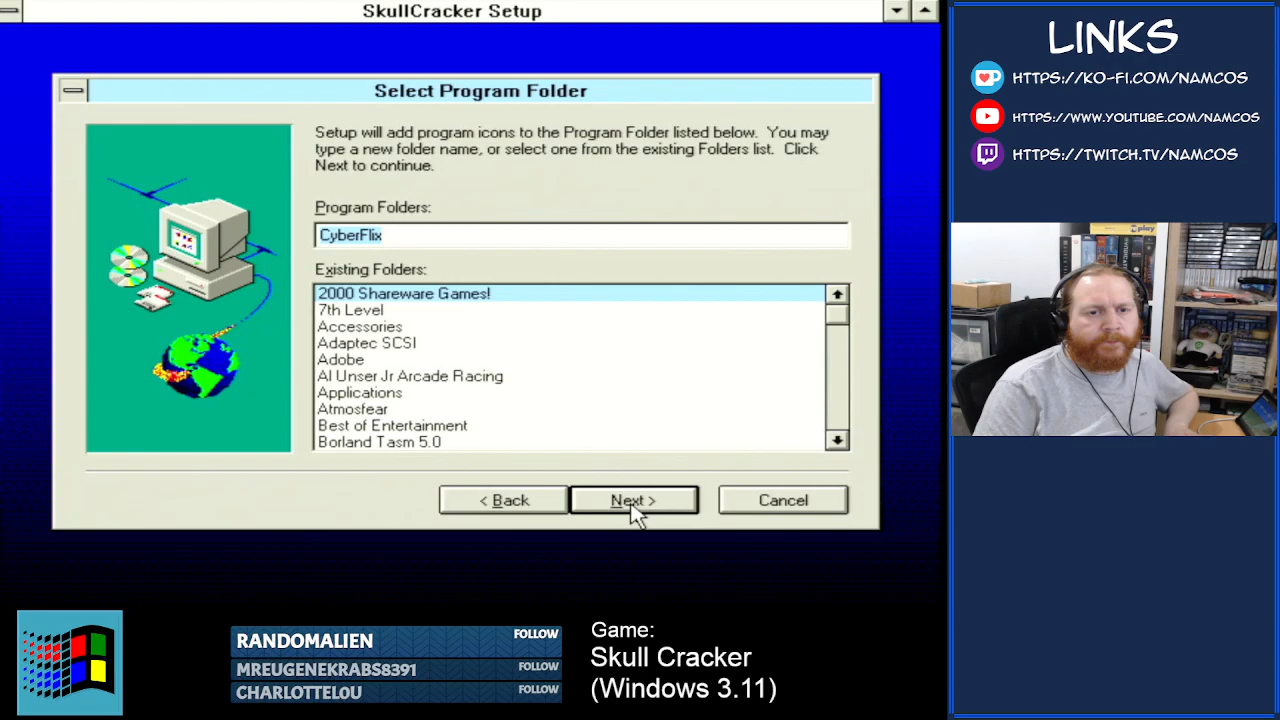 SkullCracker Setup
Select Program Folder
Setup will add program icons to the Program Folder listed below. You may
type a new folder name, or select one from the existing Folders list. Click
Next to continue.
Program Folders:
CyberFlix
Existing Folders:
2000 Shareware Games!
7th Level
Accessories
Adaptec SCSI
Adobe
Al Unser Jr Arcade Racing
Applications
Atmosfear
Best of Entertainment
Borland Tasm 5.0
< Back
Next >
Cancel
LINKS
HTTPS://KO-FI.COM/NAMCOS
HTTPS://WWW.YOUTUBE.COM/NAMCOS
HTTPS://TWITCH.TV/NAMCOS
RANDOMALIEN FOLLOW
MREUGENEKRABS8391 FOLLOW
CHARLOTTELOU FOLLOW
Game:
Skull Cracker
(Windows 3.11)